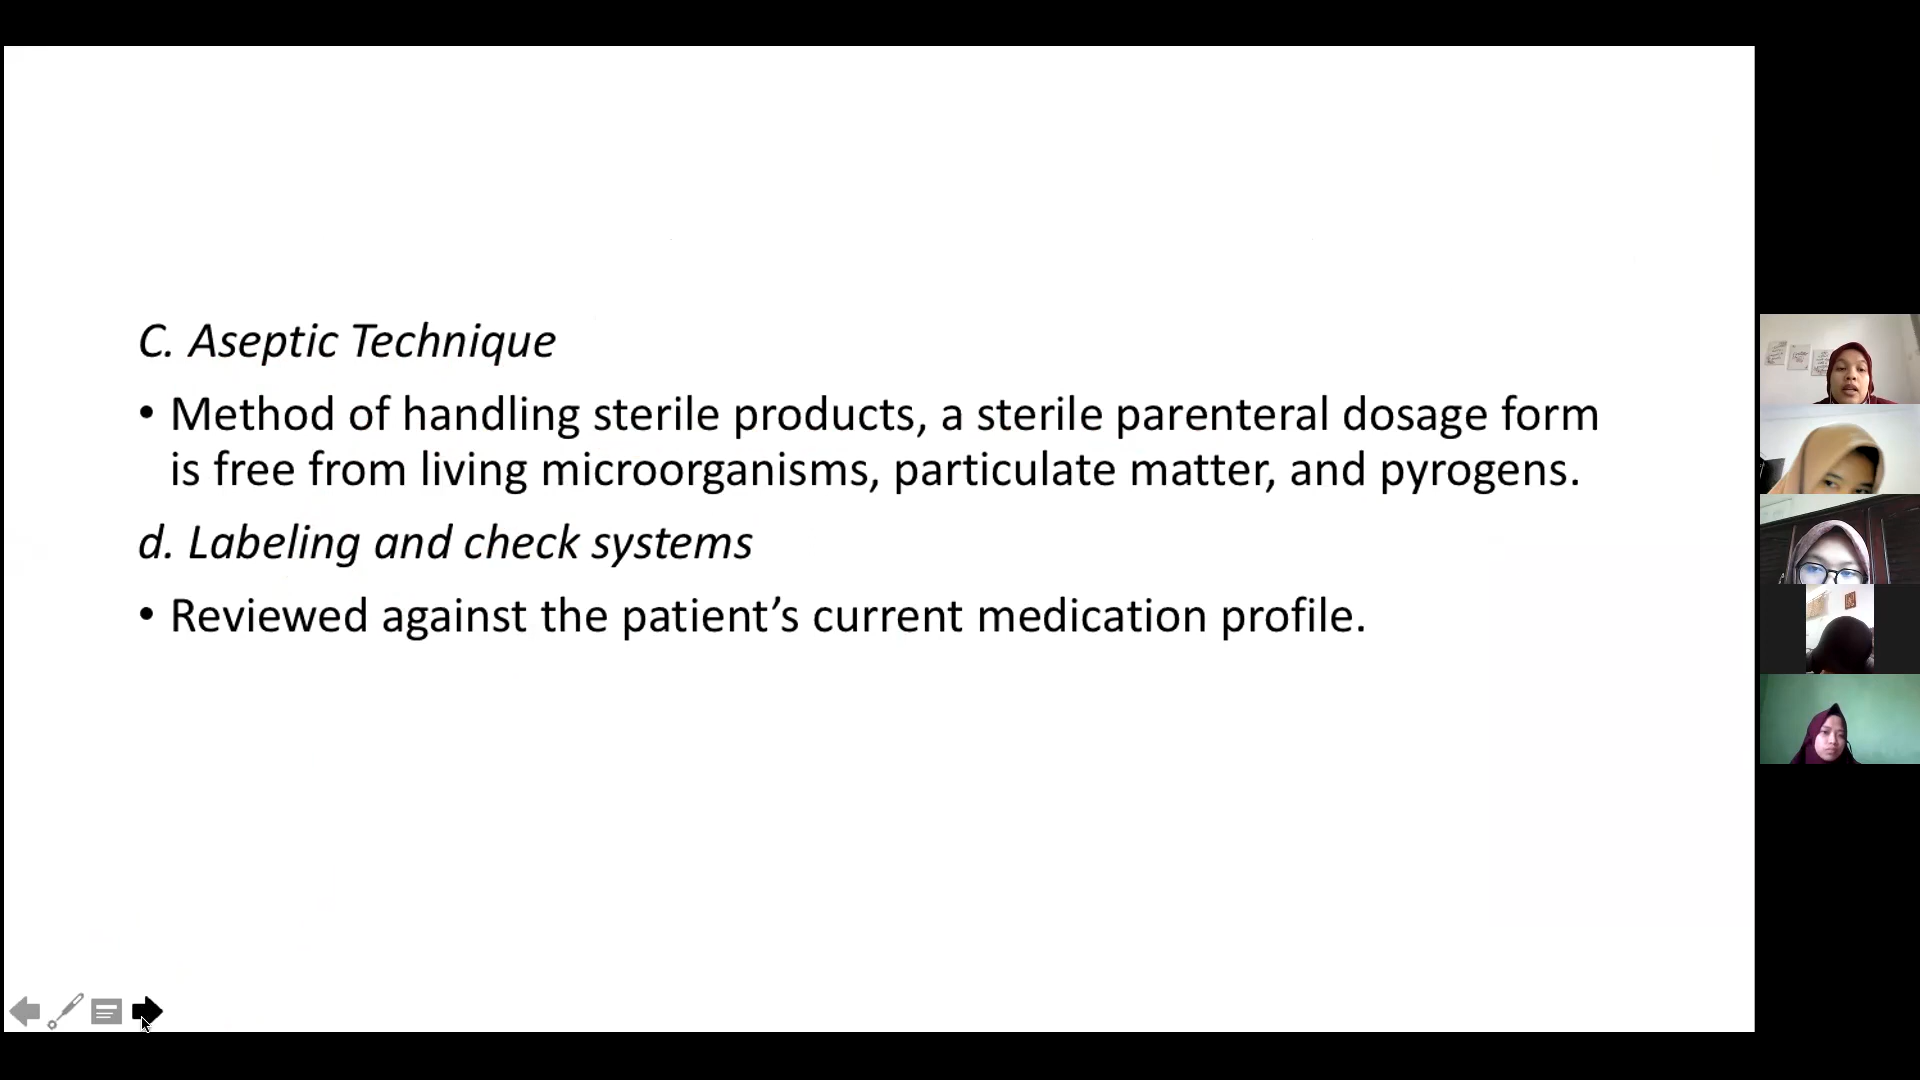 C. Aseptic Technique
• Method of handling sterile products, a sterile parenteral dosage form
is free from living microorganisms, particulate matter, and pyrogens.
d. Labeling and check systems
• Reviewed against the patient’s current medication profile.